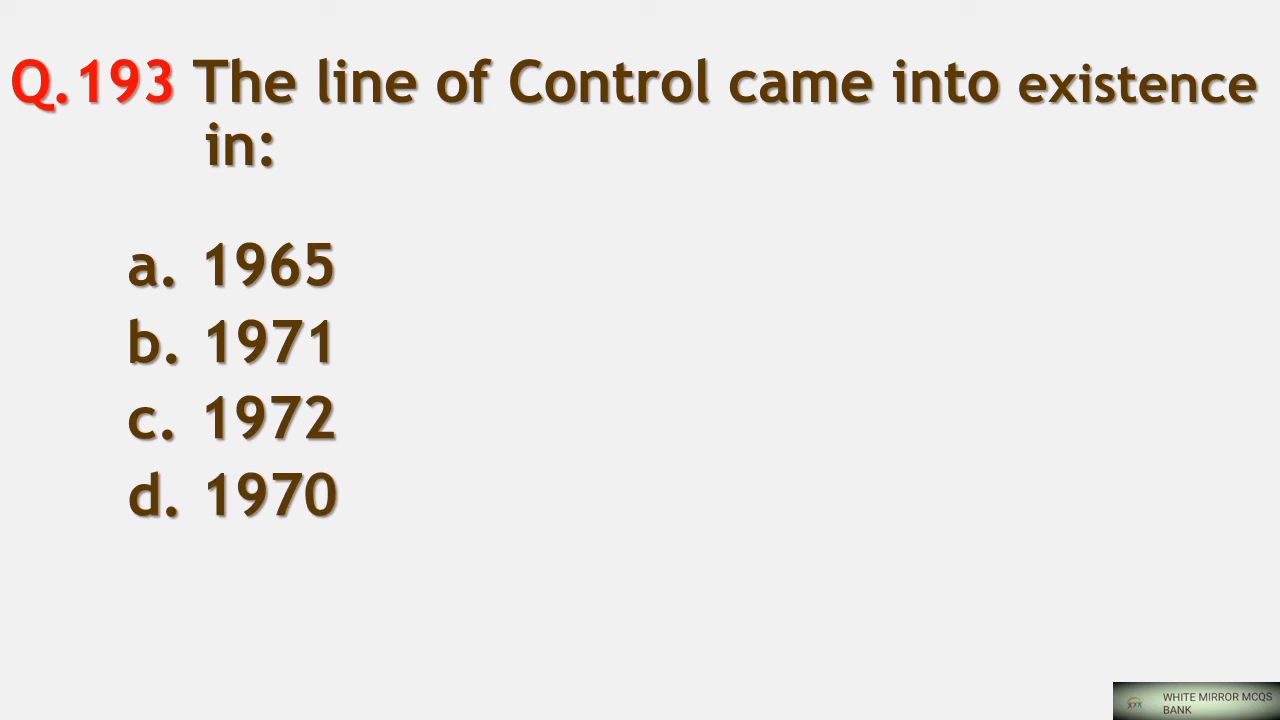 Q.193 The line of Control came into existence
in:
a. 1965
b. 1971
c. 1972
d. 1970
WHITE MIRROR MCQS
BANK